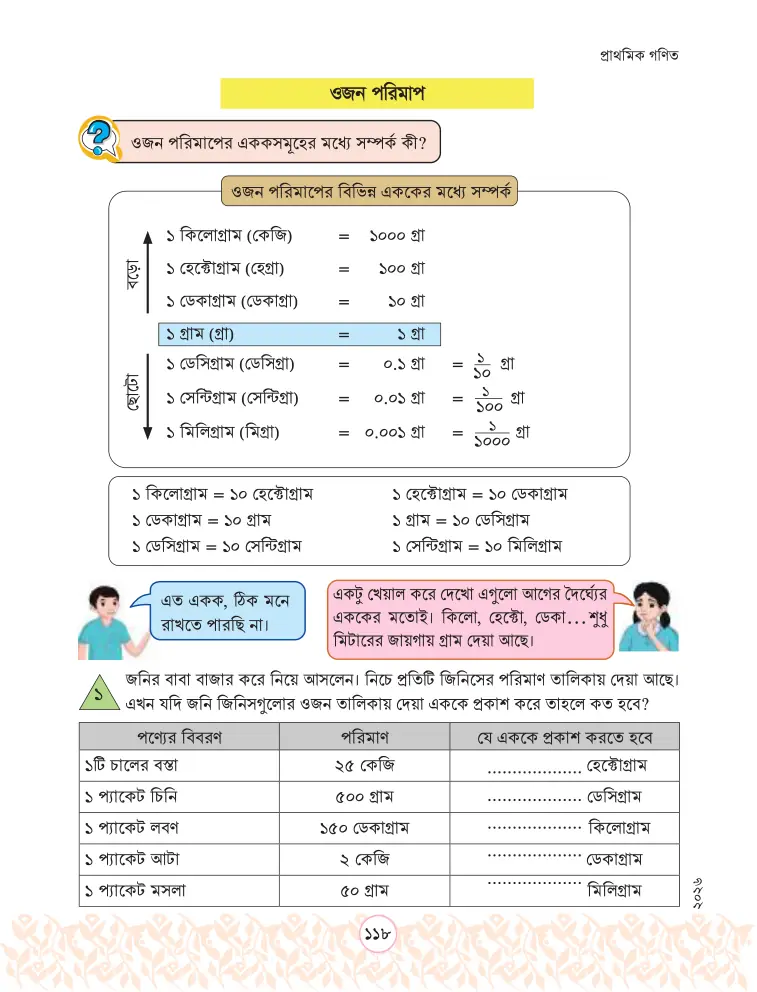 প্রাথমিক গণিত
ওজন পরিমাপ
ওজন পরিমাপের এককসমূহের মধ্যে সম্পর্ক কী?
ওজন পরিমাপের বিভিন্ন এককের মধ্যে সম্পর্ক
বড়ো
১ কিলোগ্রাম (কেজি) = ১০০০ গ্রা
১ হেক্টোগ্রাম (হেগ্রা) = ১০০ গ্রা
১ ডেকাগ্রাম (ডেকাগ্রা) = ১০ গ্রা
১ গ্রাম (গ্রা) = ১ গ্রা
ছোটো
১ ডেসিগ্রাম (ডেসিগ্রা) = ০.১ গ্রা = ১/১০ গ্রা
১ সেন্টিগ্রাম (সেন্টিগ্রা) = ০.০১ গ্রা = ১/১০০ গ্রা
১ মিলিগ্রাম (মিগ্রা) = ০.০০১ গ্রা = ১/১০০০ গ্রা
১ কিলোগ্রাম = ১০ হেক্টোগ্রাম ১ হেক্টোগ্রাম = ১০ ডেকাগ্রাম
১ ডেকাগ্রাম = ১০ গ্রাম ১ গ্রাম = ১০ ডেসিগ্রাম
১ ডেসিগ্রাম = ১০ সেন্টিগ্রাম ১ সেন্টিগ্রাম = ১০ মিলিগ্রাম
এত একক, ঠিক মনে
রাখতে পারছি না।
একটু খেয়াল করে দেখো এগুলো আগের দৈর্ঘ্যের
এককের মতোই। কিলো, হেক্টো, ডেকা...শুধু
মিটারের জায়গায় গ্রাম দেয়া আছে।
১
জনির বাবা বাজার করে নিয়ে আসলেন। নিচে প্রতিটি জিনিসের পরিমাণ তালিকায় দেয়া আছে।
এখন যদি জনি জিনিসগুলোর ওজন তালিকায় দেয়া এককে প্রকাশ করে তাহলে কত হবে?
পণ্যের বিবরণ পরিমাণ যে এককে প্রকাশ করতে হবে
১টি চালের বস্তা ২৫ কেজি ................... হেক্টোগ্রাম
১ প্যাকেট চিনি ৫০০ গ্রাম ................... ডেসিগ্রাম
১ প্যাকেট লবণ ১৫০ ডেকাগ্রাম ................... কিলোগ্রাম
১ প্যাকেট আটা ২ কেজি ................... ডেকাগ্রাম
১ প্যাকেট মসলা ৫০ গ্রাম ................... মিলিগ্রাম
২০২৬
১১৮